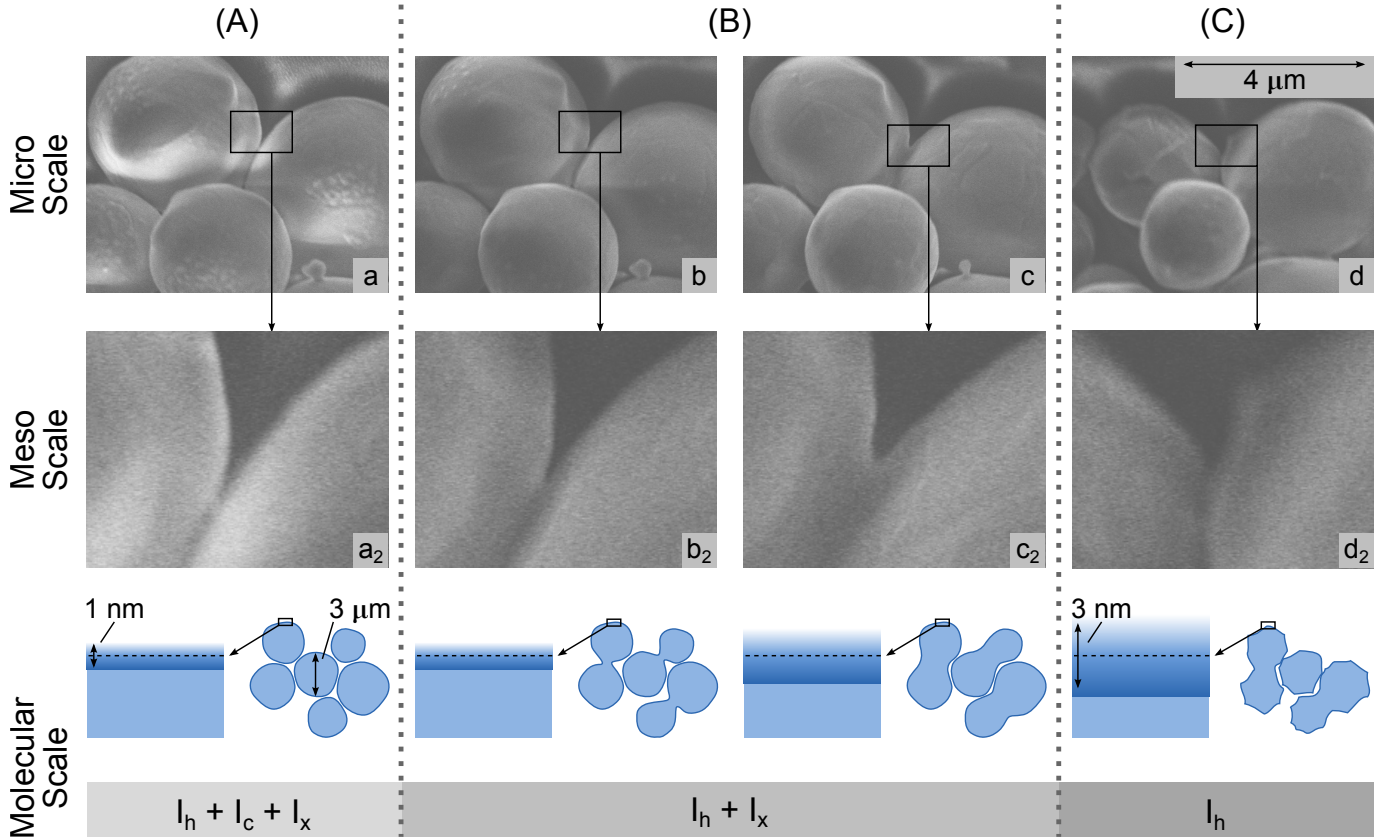 (A)
(B)
(C)
Micro
Scale
4 μm
a
b
c
d
Meso
Scale
a₂
b₂
c₂
d₂
Molecular
Scale
1 nm
3 μm
3 nm
Iₕ + I꜀ + Iₓ
Iₕ + Iₓ
Iₕ